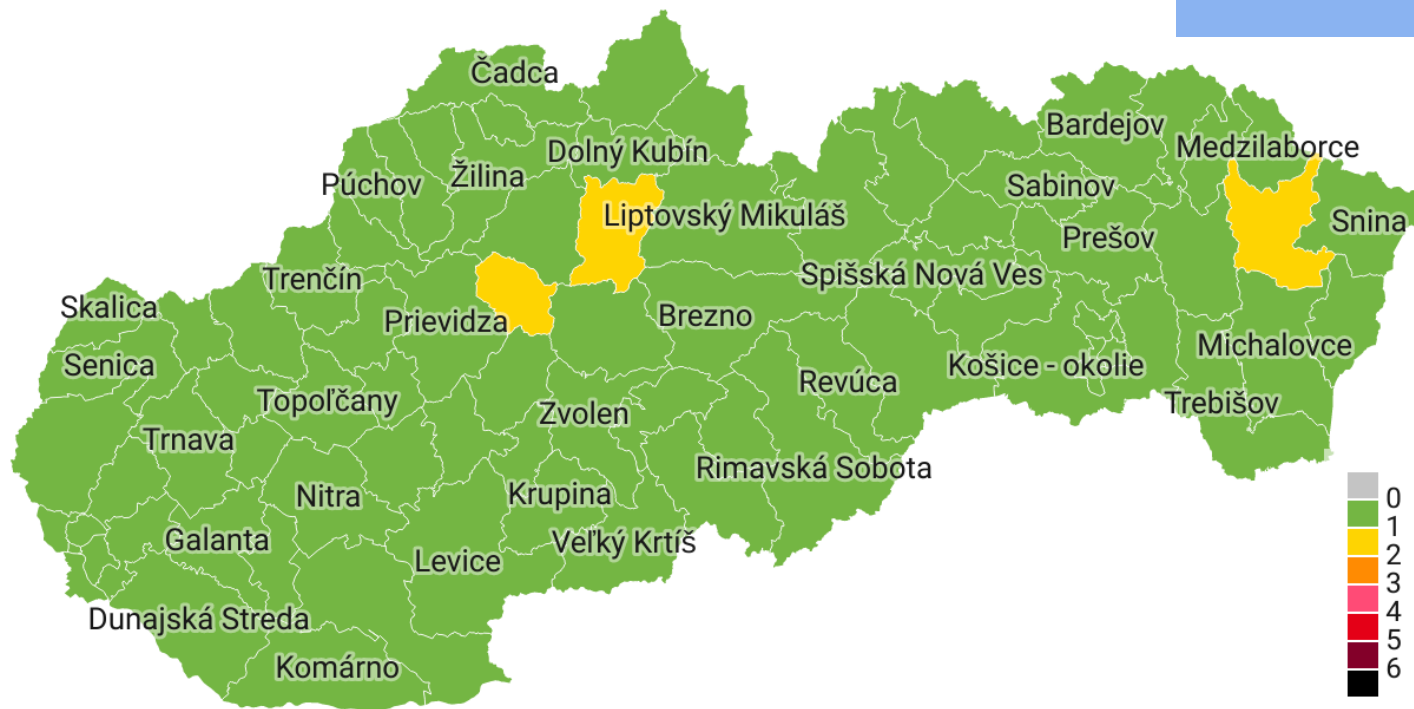 Čadca
Bardejov
Dolný Kubín
Medzilaborce
Púchov
Žilina
Sabinov
Liptovský Mikuláš
Snina
Prešov
Trenčín
Spišská Nová Ves
Skalica
Prievidza
Brezno
Senica
Michalovce
Košice - okolie
Revúca
Topoľčany
Trebišov
Zvolen
Trnava
Rimavská Sobota
Nitra
Krupina
Galanta
Veľký Krtíš
Levice
Dunajská Streda
Komárno
0
1
2
3
4
5
6